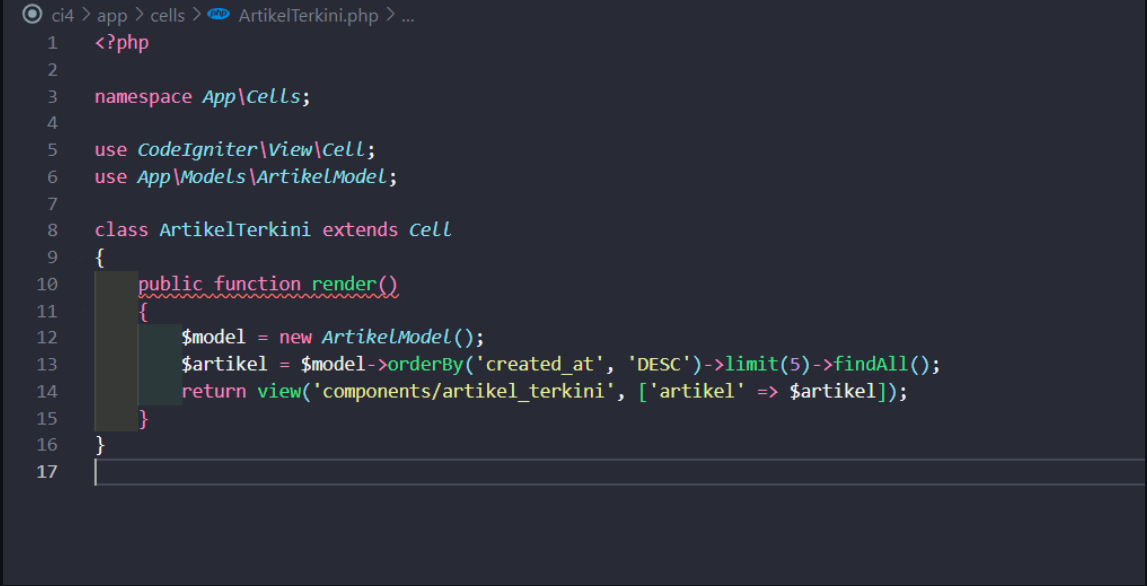 ci4 > app > cells > php ArtikelTerkini.php > ...
1 <?php
2
3 namespace App\Cells;
4
5 use CodeIgniter\View\Cell;
6 use App\Models\ArtikelModel;
7
8 class ArtikelTerkini extends Cell
9 {
10 public function render()
11 {
12 $model = new ArtikelModel();
13 $artikel = $model->orderBy('created_at', 'DESC')->limit(5)->findAll();
14 return view('components/artikel_terkini', ['artikel' => $artikel]);
15 }
16 }
17